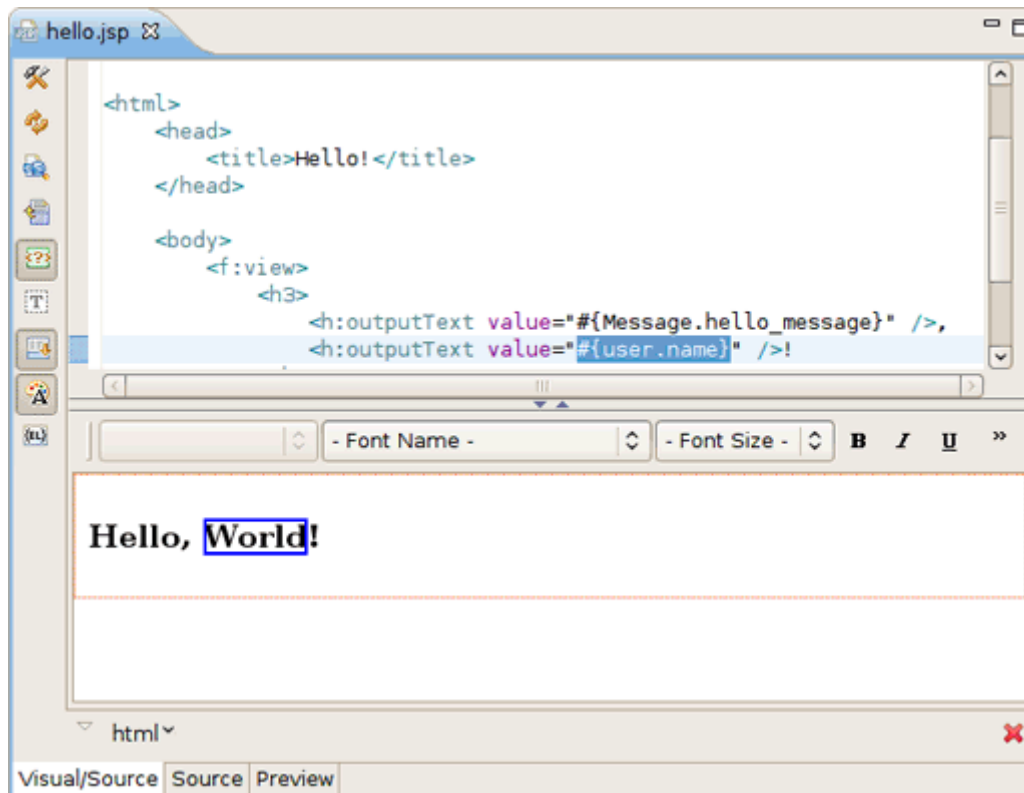 hello.jsp
<html>
<head>
<title>Hello!</title>
</head>
<body>
<f:view>
<h3>
<h:outputText value="#{Message.hello_message}" />,
<h:outputText value="#{user.name}" />!
- Font Name - - Font Size - B I U »
Hello, World!
html
Visual/Source Source Preview